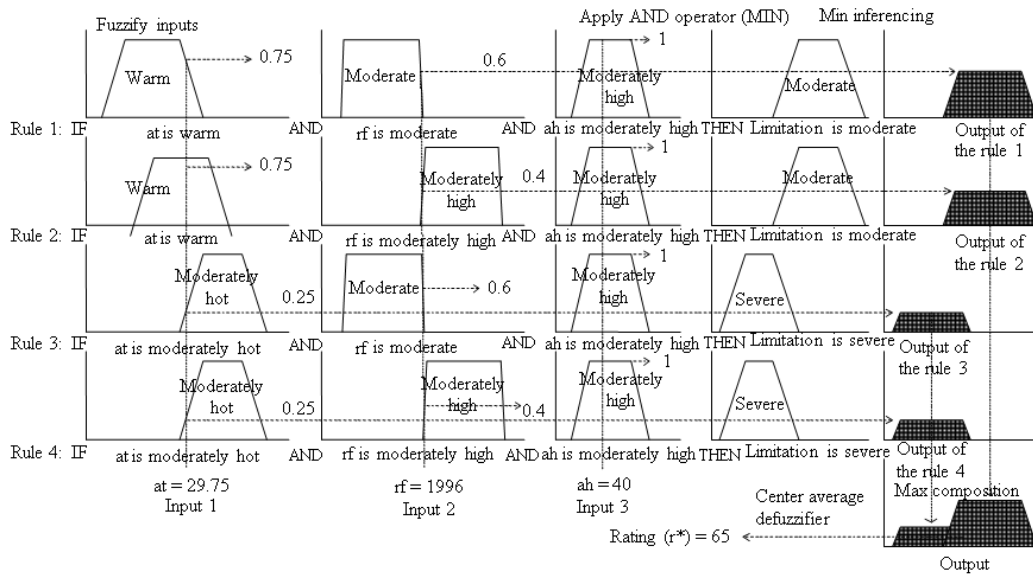 Fuzzify inputs
Apply AND operator (MIN)
Min inferencing
Warm
0.75
Moderate
0.6
1
Moderately
high
Moderate
Rule 1: IF at is warm AND rf is moderate AND ah is moderately high THEN Limitation is moderate
Output of
the rule 1
Warm
0.75
Moderately
high
0.4
1
Moderately
high
Moderate
Rule 2: IF at is warm AND rf is moderately high AND ah is moderately high THEN Limitation is moderate
Output of
the rule 2
Moderately
hot
0.25
Moderate
0.6
1
Moderately
high
Severe
Rule 3: IF at is moderately hot AND rf is moderate AND ah is moderately high THEN Limitation is severe
Output of
the rule 3
Moderately
hot
0.25
Moderately
high
0.4
1
Moderately
high
Severe
Rule 4: IF at is moderately hot AND rf is moderately high AND ah is moderately high THEN Limitation is severe
Output of
the rule 4
at = 29.75
Input 1
rf = 1996
Input 2
ah = 40
Input 3
Max composition
Center average
defuzzifier
Rating (r*) = 65
Output